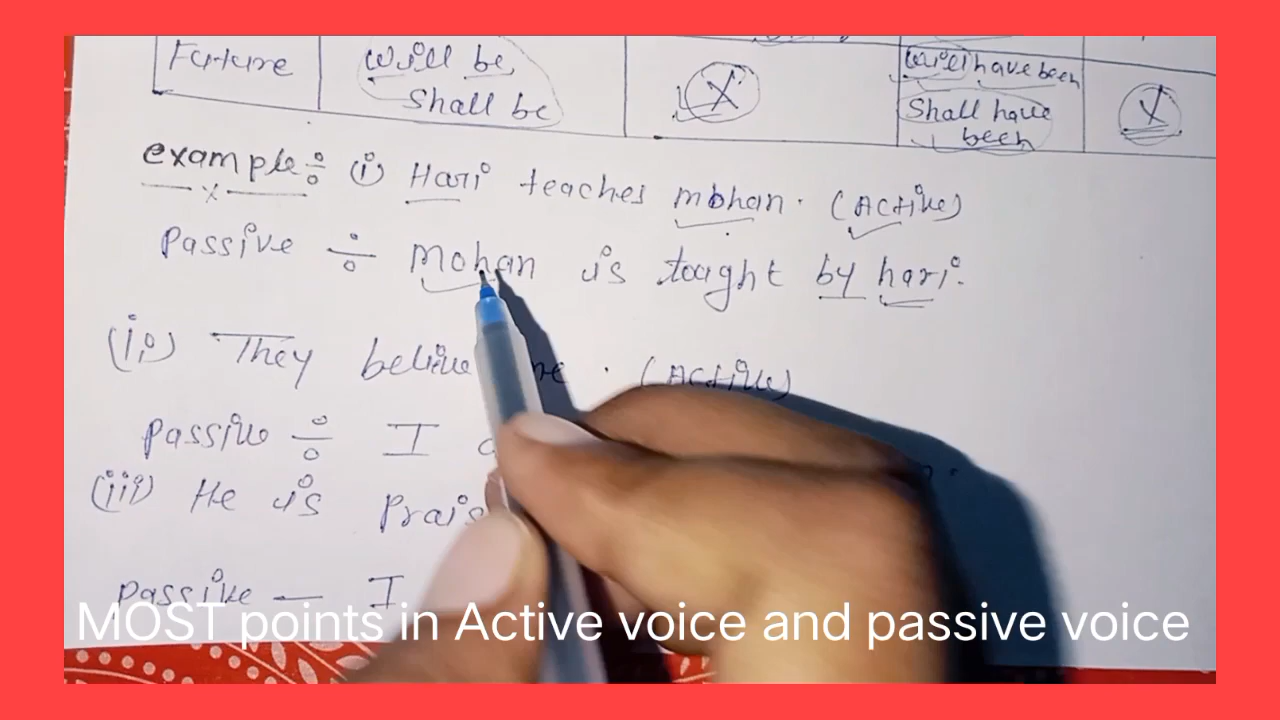 Future will be X will have been X
Shall be Shall have
been
example÷ (i) Hari teaches mohan. (Active)
Passive ÷ Mohan is taught by hari.
(ii) They believe me. (Active)
Passive ÷ I
(iii) He is
Passive — I
MOST points in Active voice and passive voice